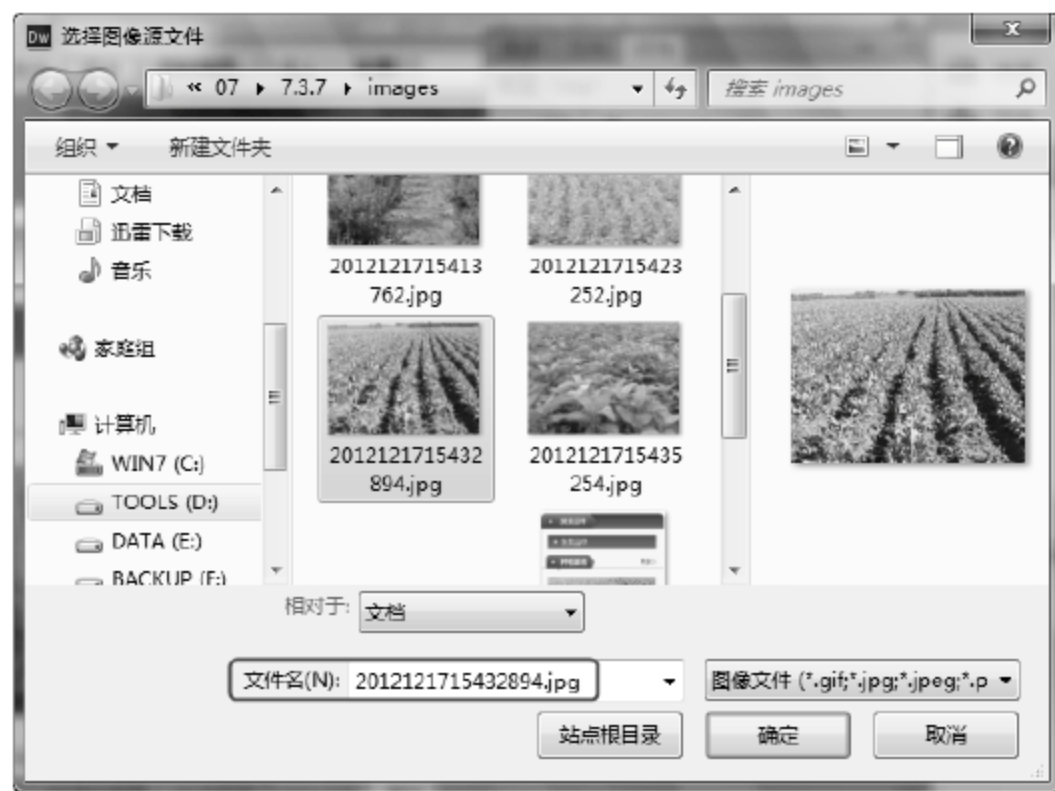 Dw 选择图像源文件
« 07 ▸ 7.3.7 ▸ images
搜索 images
组织
新建文件夹
文档
迅雷下载
音乐
家庭组
计算机
WIN7 (C:)
TOOLS (D:)
DATA (E:)
BACKUP (F:)
2012121715413
762.jpg
2012121715423
252.jpg
2012121715432
894.jpg
2012121715435
254.jpg
相对于: 文档
文件名(N): 2012121715432894.jpg
图像文件 (*.gif;*.jpg;*.jpeg;*.p
站点根目录
确定
取消